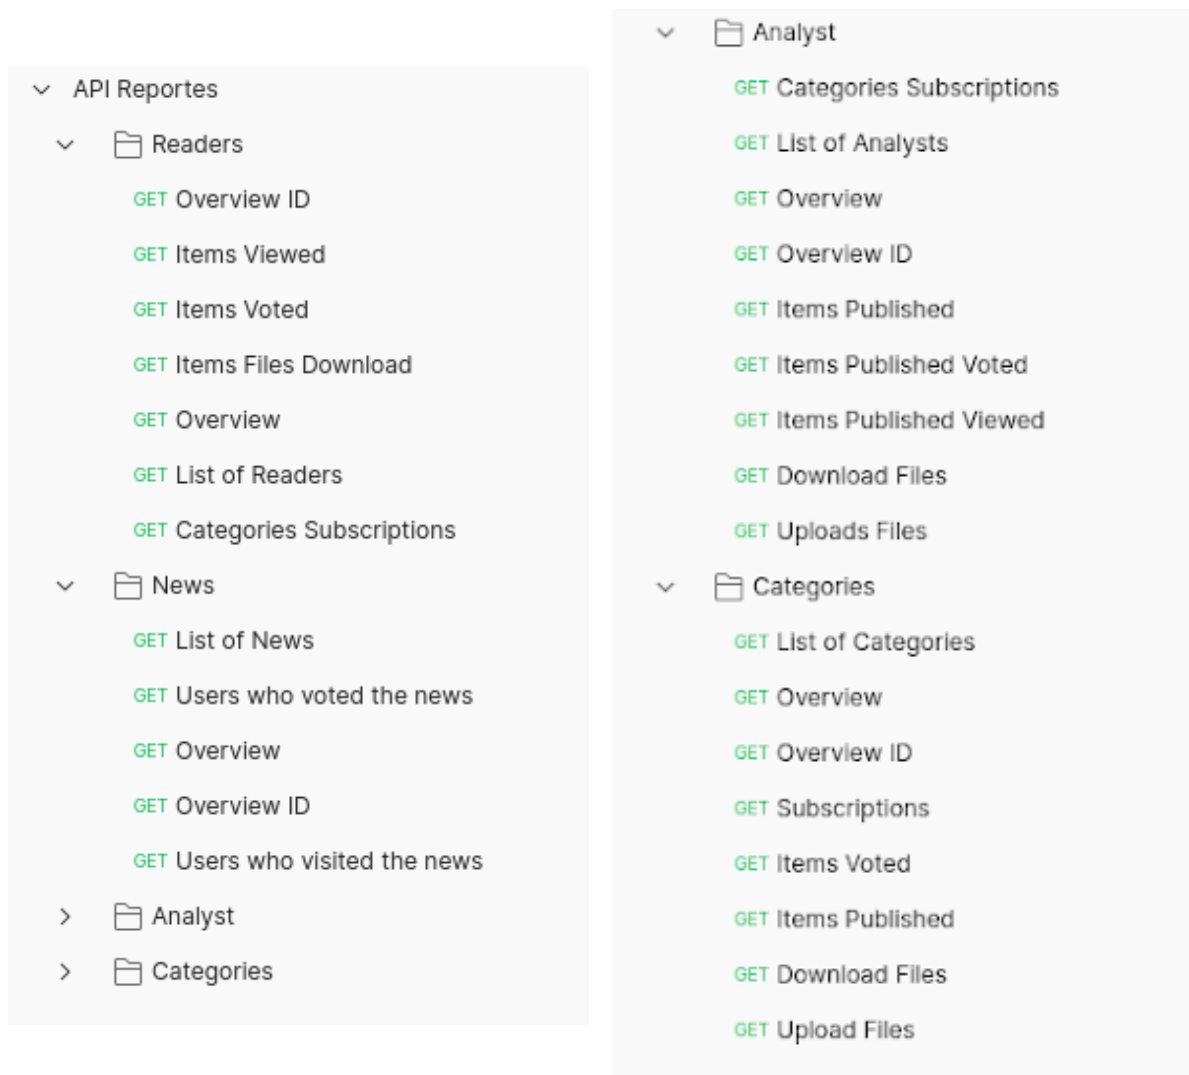 API Reportes
Readers
GET Overview ID
GET Items Viewed
GET Items Voted
GET Items Files Download
GET Overview
GET List of Readers
GET Categories Subscriptions
News
GET List of News
GET Users who voted the news
GET Overview
GET Overview ID
GET Users who visited the news
Analyst
Categories
Analyst
GET Categories Subscriptions
GET List of Analysts
GET Overview
GET Overview ID
GET Items Published
GET Items Published Voted
GET Items Published Viewed
GET Download Files
GET Uploads Files
Categories
GET List of Categories
GET Overview
GET Overview ID
GET Subscriptions
GET Items Voted
GET Items Published
GET Download Files
GET Upload Files